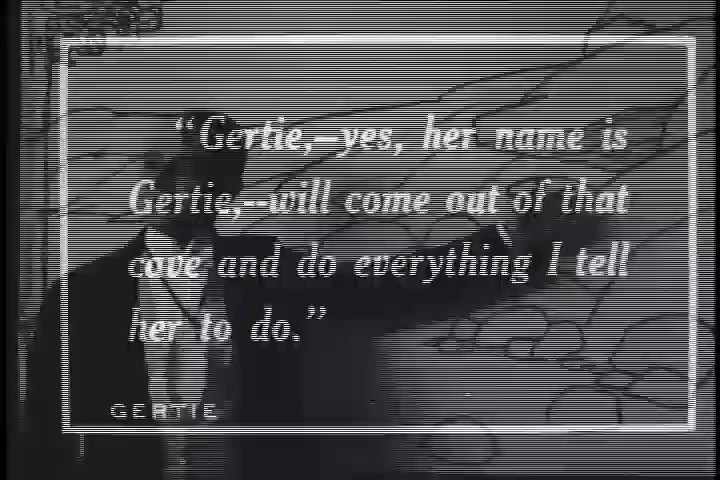 “Gertie,—yes, her name is
Gertie,--will come out of that
cave and do everything I tell
her to do.”
GERTIE